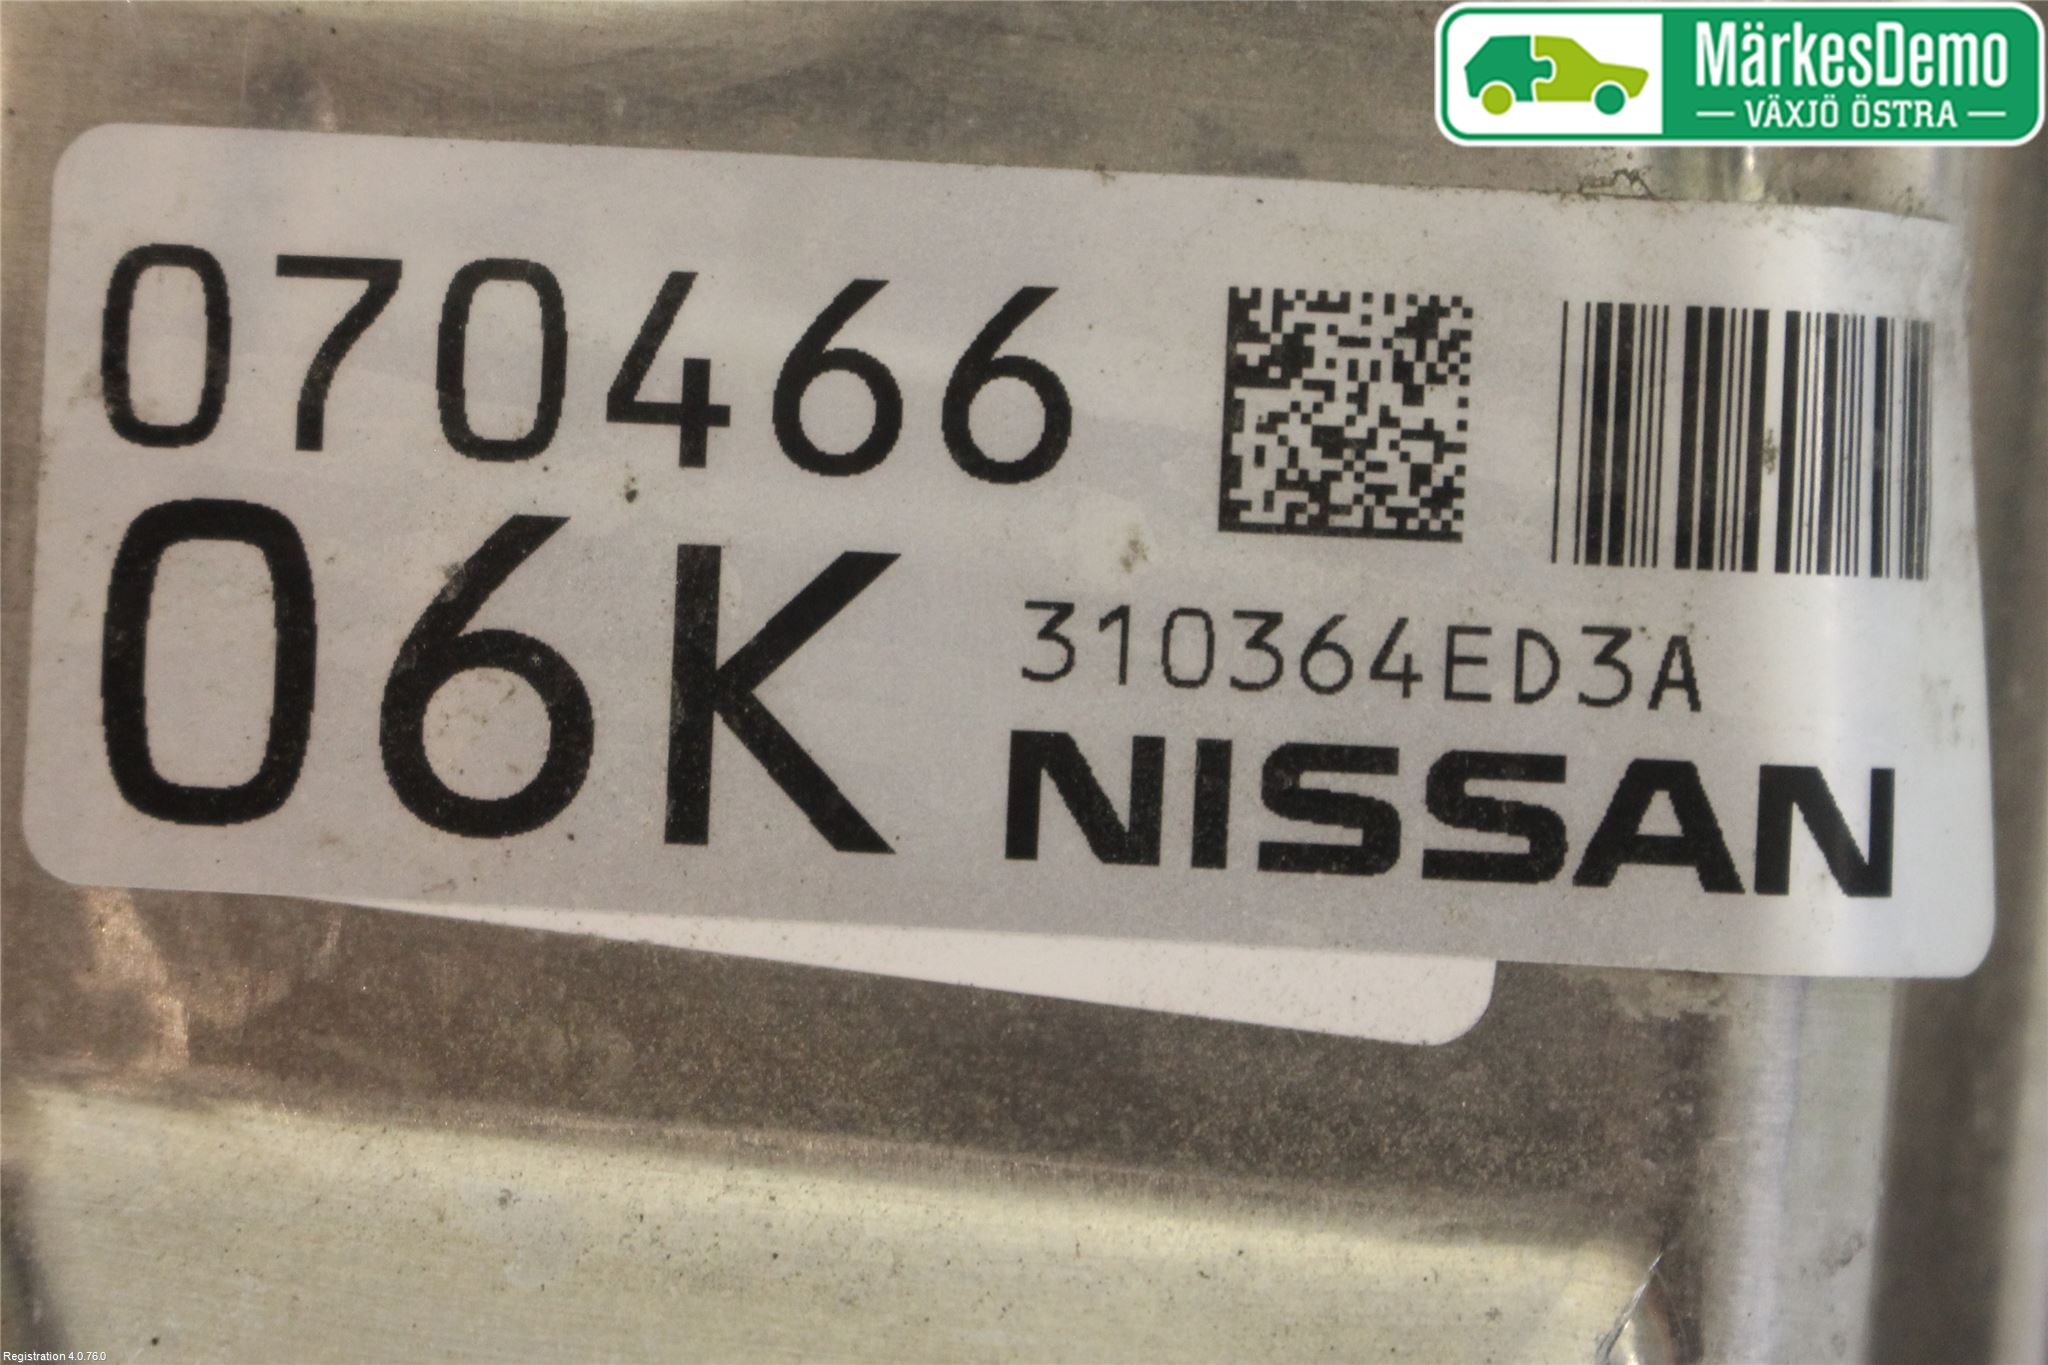 MärkesDemo
— VÄXJÖ ÖSTRA —
070466
06K
310364ED3A
NISSAN
Registration 4.0.76.0